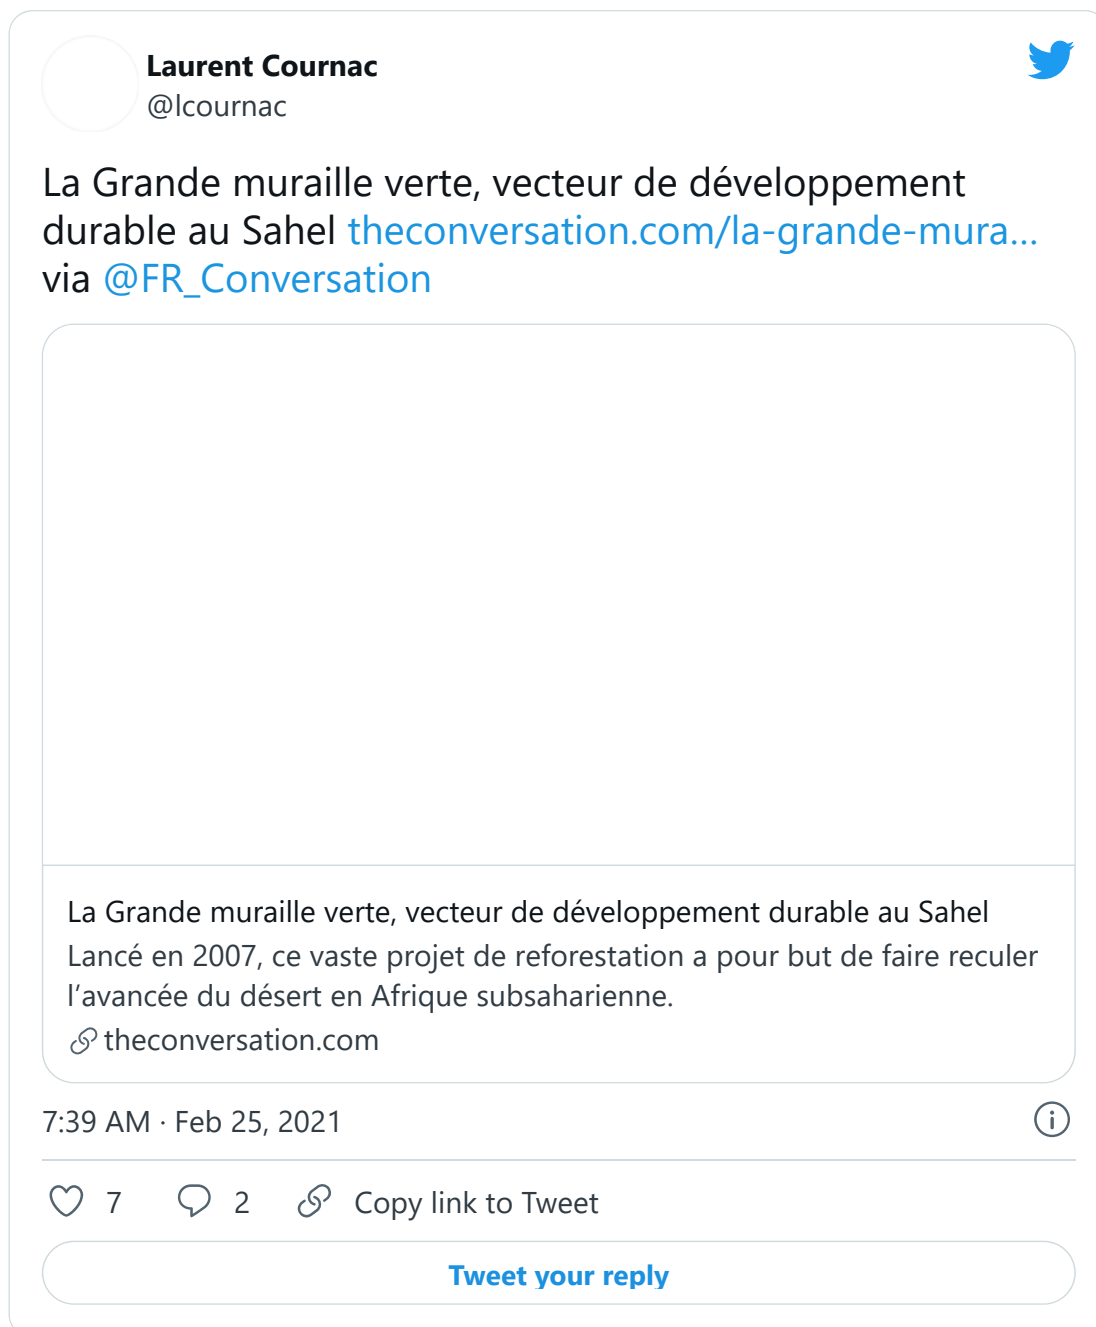 Laurent Cournac
@lcournac
La Grande muraille verte, vecteur de développement
durable au Sahel theconversation.com/la-grande-mura…
via @FR_Conversation
La Grande muraille verte, vecteur de développement durable au Sahel
Lancé en 2007, ce vaste projet de reforestation a pour but de faire reculer
l’avancée du désert en Afrique subsaharienne.
theconversation.com
7:39 AM · Feb 25, 2021
7 2 Copy link to Tweet
Tweet your reply